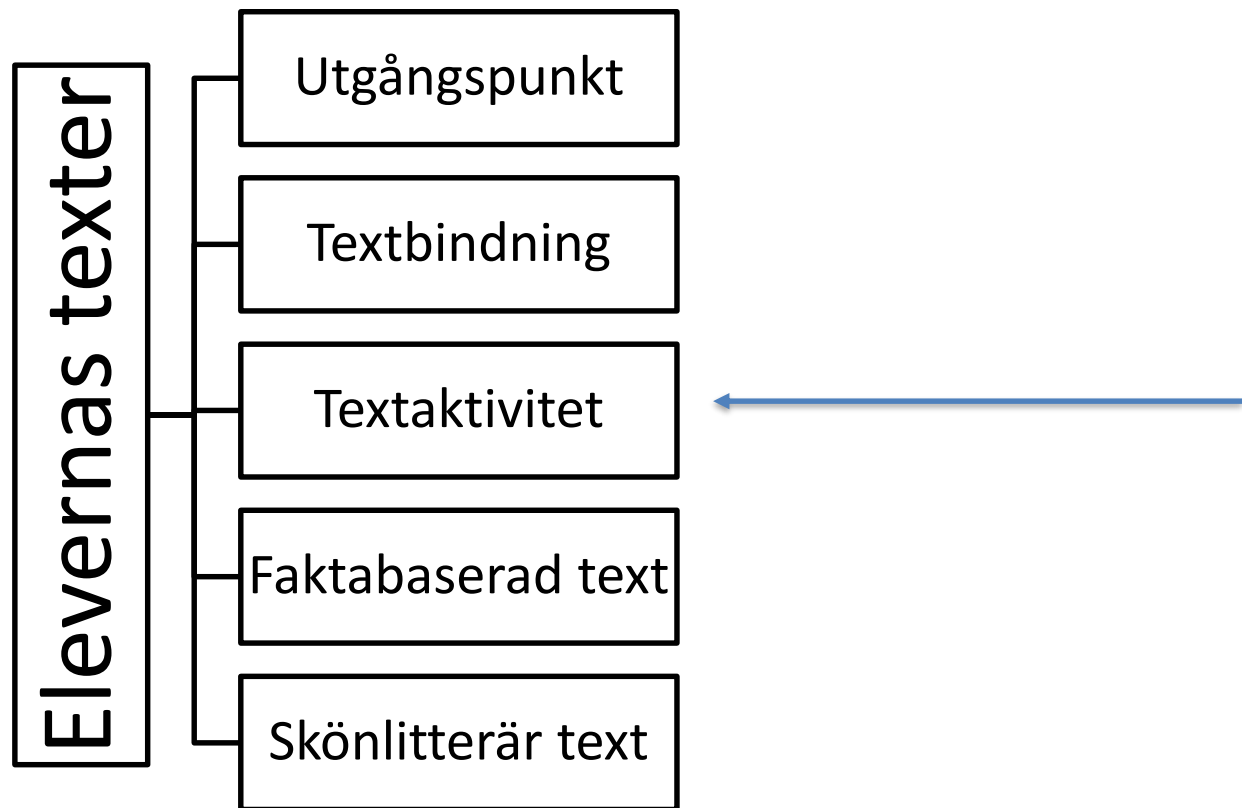 Elevernas texter
Utgångspunkt
Textbindning
Textaktivitet
Faktabaserad text
Skönlitterär text